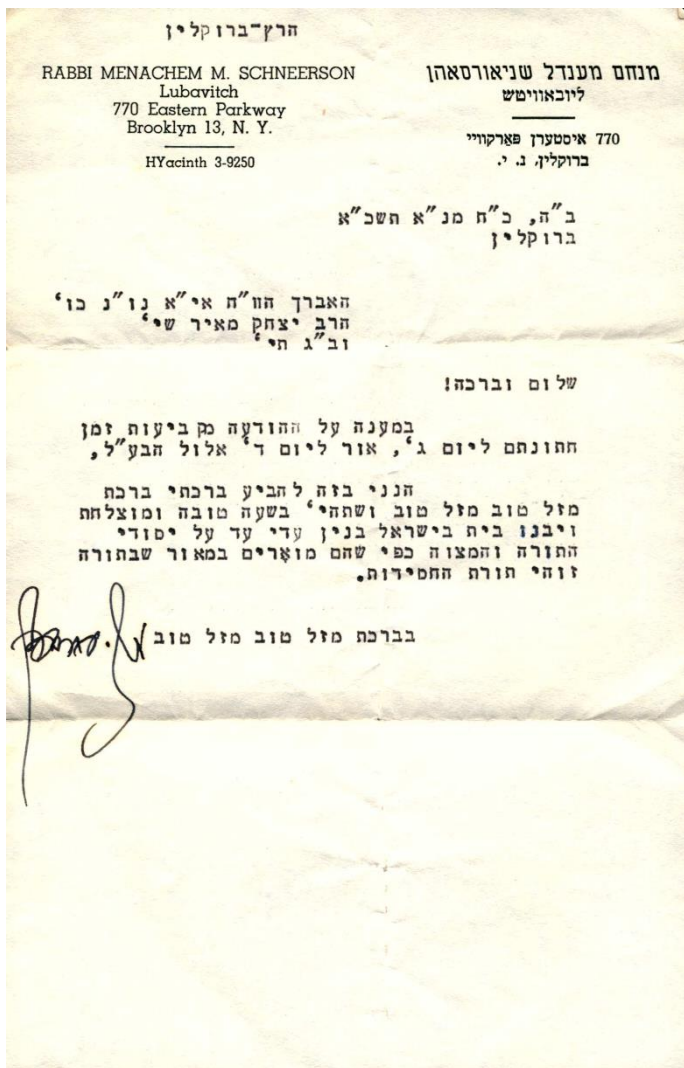 הרץ-ברוקלין
RABBI MENACHEM M. SCHNEERSON
Lubavitch
770 Eastern Parkway
Brooklyn 13, N. Y.
HYacinth 3-9250
מנחם מענדל שניאורסאהן
ליובאוויטש
770 איסטערן פארקוויי
ברוקלין, נ. י.
ב"ה, כ"ח מנ"א תשכ"א
ברוקלין
האברך הוו"ח אי"א נו"נ כו'
הרב יצחק מאיר שי'
וב"ג תי'
שלום וברכה!
במענה על ההודעה מקביעות זמן
חתונתם ליום ג', אור ליום ד' אלול הבע"ל,
הנני בזה להביע ברכתי ברכת
מזל טוב מזל טוב ושתהי' בשעה טובה ומוצלחת
ויבנו בית בישראל בנין עדי עד על יסודי
התורה והמצוה כפי שהם מוארים במאור שבתורה
זוהי תורת החסידות.
בברכת מזל טוב מזל טוב